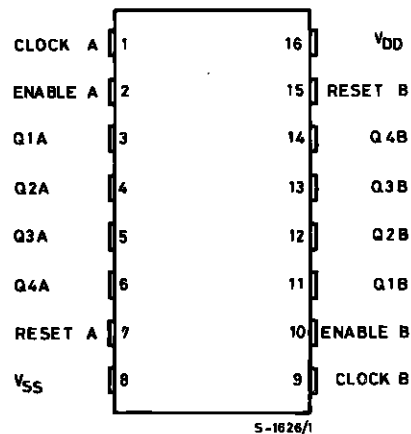 CLOCK A 1 16 VDD
ENABLE A 2 15 RESET B
Q1A 3 14 Q4B
Q2A 4 13 Q3B
Q3A 5 12 Q2B
Q4A 6 11 Q1B
RESET A 7 10 ENABLE B
VSS 8 9 CLOCK B
S-1626/1